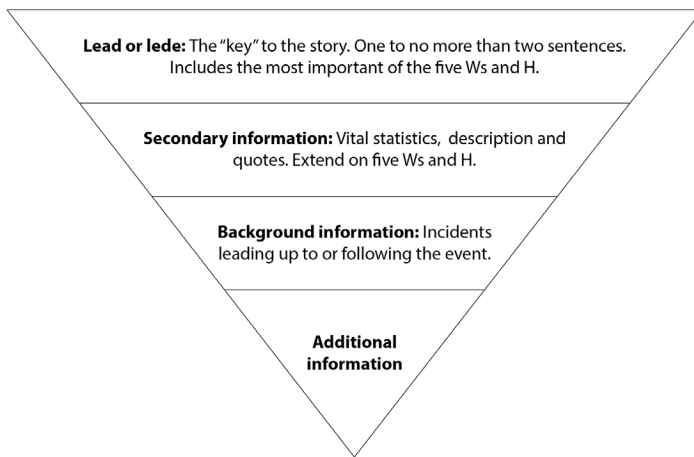 Lead or lede: The “key” to the story. One to no more than two sentences.
Includes the most important of the five Ws and H.
Secondary information: Vital statistics, description and
quotes. Extend on five Ws and H.
Background information: Incidents
leading up to or following the event.
Additional
information